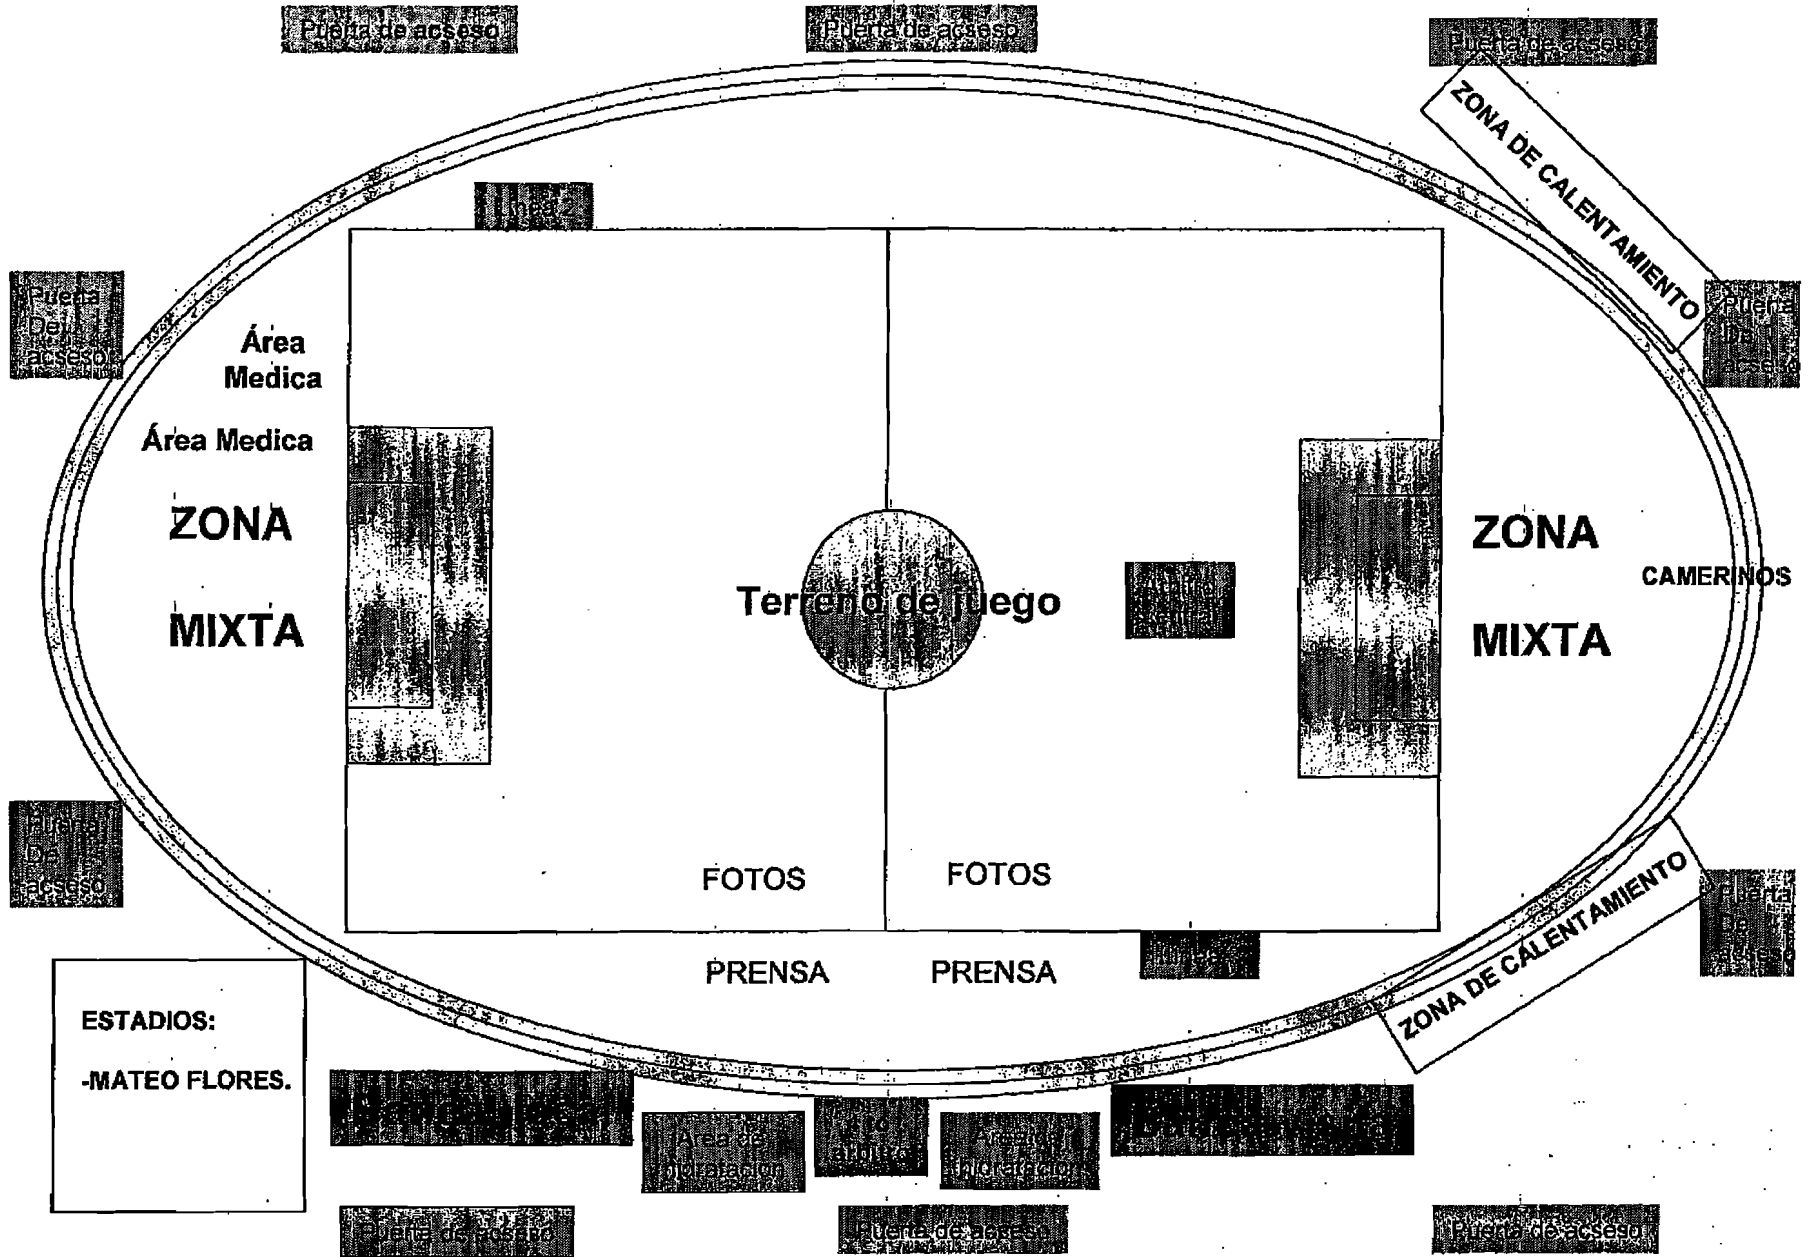 Puerta de acseso
Puerta de acseso
Puerta de acseso
ZONA DE CALENTAMIENTO
Puerta
De
acseso
Puerta
De
acseso
Área
Medica
Área Medica
ZONA
MIXTA
Terreno de juego
ZONA
MIXTA
CAMERINOS
Puerta
De
acseso
FOTOS
FOTOS
ZONA DE CALENTAMIENTO
Puerta
De
acseso
PRENSA
PRENSA
ESTADIOS:
-MATEO FLORES.
Área de
hidratación
arbitro
Área de
hidratación
Puerta de acseso
Puerta de acseso
Puerta de acseso